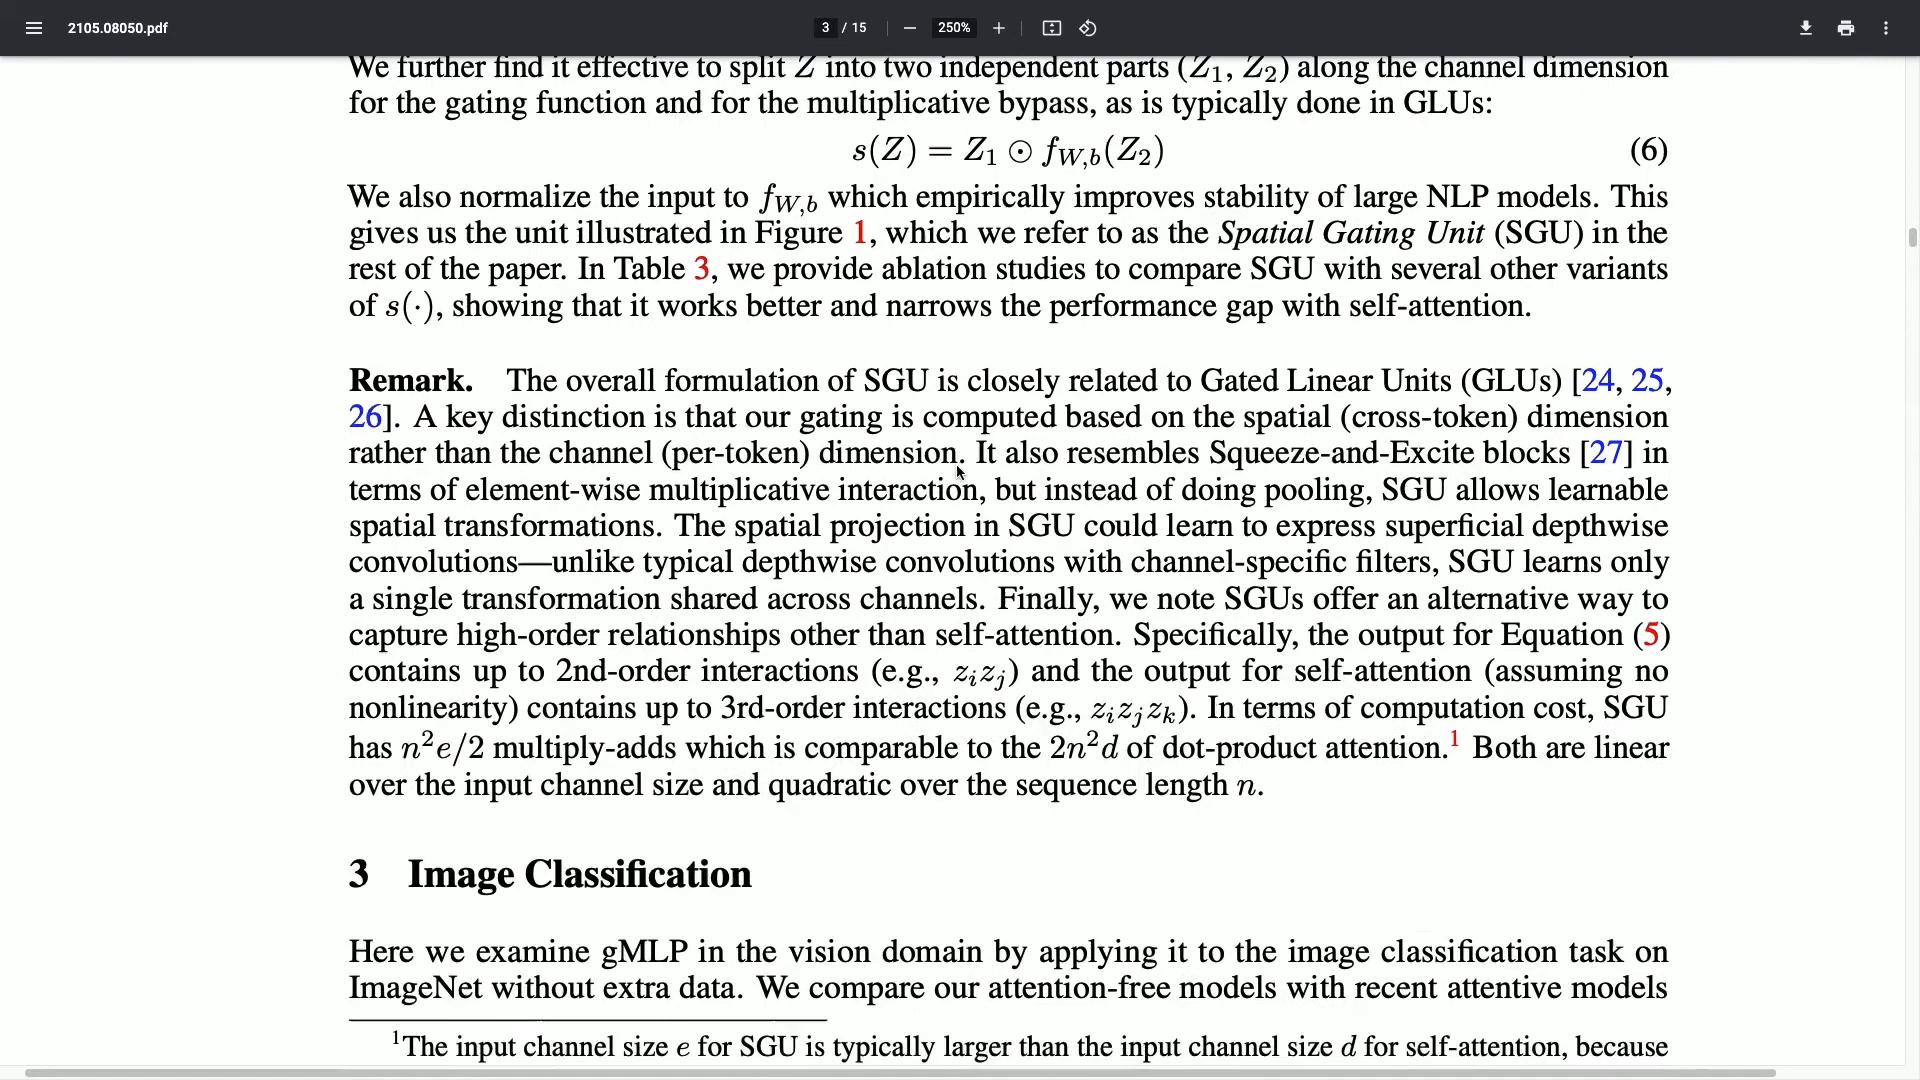 2105.08050.pdf
3 / 15
250%
We further find it effective to split Z into two independent parts (Z₁, Z₂) along the channel dimension
for the gating function and for the multiplicative bypass, as is typically done in GLUs:
s(Z) = Z₁ ⊙ f_{W,b}(Z₂) (6)
We also normalize the input to f_{W,b} which empirically improves stability of large NLP models. This
gives us the unit illustrated in Figure 1, which we refer to as the Spatial Gating Unit (SGU) in the
rest of the paper. In Table 3, we provide ablation studies to compare SGU with several other variants
of s(·), showing that it works better and narrows the performance gap with self-attention.
Remark. The overall formulation of SGU is closely related to Gated Linear Units (GLUs) [24, 25,
26]. A key distinction is that our gating is computed based on the spatial (cross-token) dimension
rather than the channel (per-token) dimension. It also resembles Squeeze-and-Excite blocks [27] in
terms of element-wise multiplicative interaction, but instead of doing pooling, SGU allows learnable
spatial transformations. The spatial projection in SGU could learn to express superficial depthwise
convolutions—unlike typical depthwise convolutions with channel-specific filters, SGU learns only
a single transformation shared across channels. Finally, we note SGUs offer an alternative way to
capture high-order relationships other than self-attention. Specifically, the output for Equation (5)
contains up to 2nd-order interactions (e.g., zᵢzⱼ) and the output for self-attention (assuming no
nonlinearity) contains up to 3rd-order interactions (e.g., zᵢzⱼzₖ). In terms of computation cost, SGU
has n²e/2 multiply-adds which is comparable to the 2n²d of dot-product attention.¹ Both are linear
over the input channel size and quadratic over the sequence length n.
3 Image Classification
Here we examine gMLP in the vision domain by applying it to the image classification task on
ImageNet without extra data. We compare our attention-free models with recent attentive models
¹The input channel size e for SGU is typically larger than the input channel size d for self-attention, because